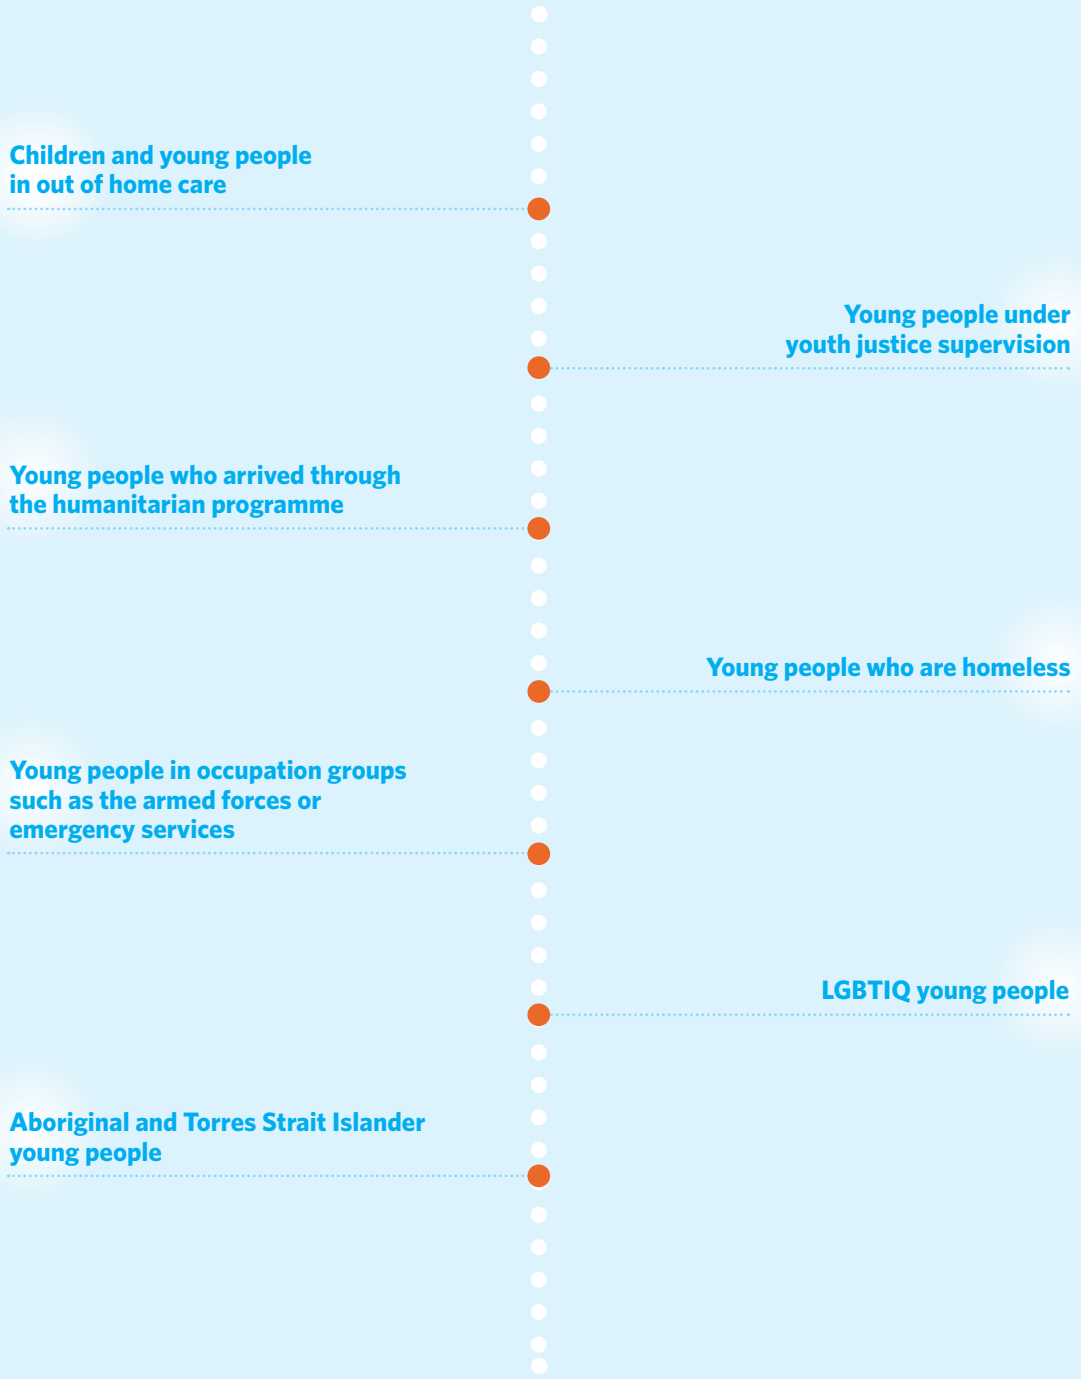 Children and young people
in out of home care
Young people under
youth justice supervision
Young people who arrived through
the humanitarian programme
Young people who are homeless
Young people in occupation groups
such as the armed forces or
emergency services
LGBTIQ young people
Aboriginal and Torres Strait Islander
young people